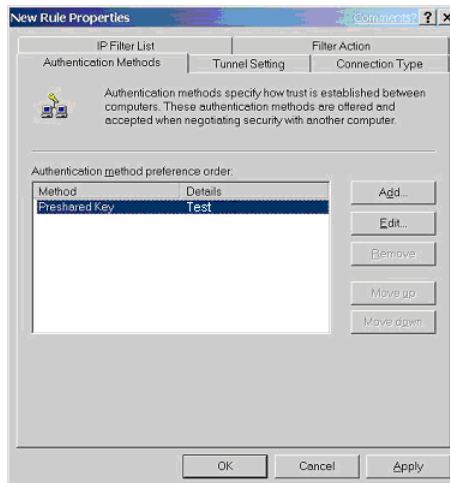 New Rule Properties Comments? ? ×
IP Filter List Filter Action
Authentication Methods Tunnel Setting Connection Type
Authentication methods specify how trust is established between
computers. These authentication methods are offered and
accepted when negotiating security with another computer.
Authentication method preference order:
Method Details
Preshared Key Test
Add...
Edit...
Remove
Move up
Move down
OK Cancel Apply